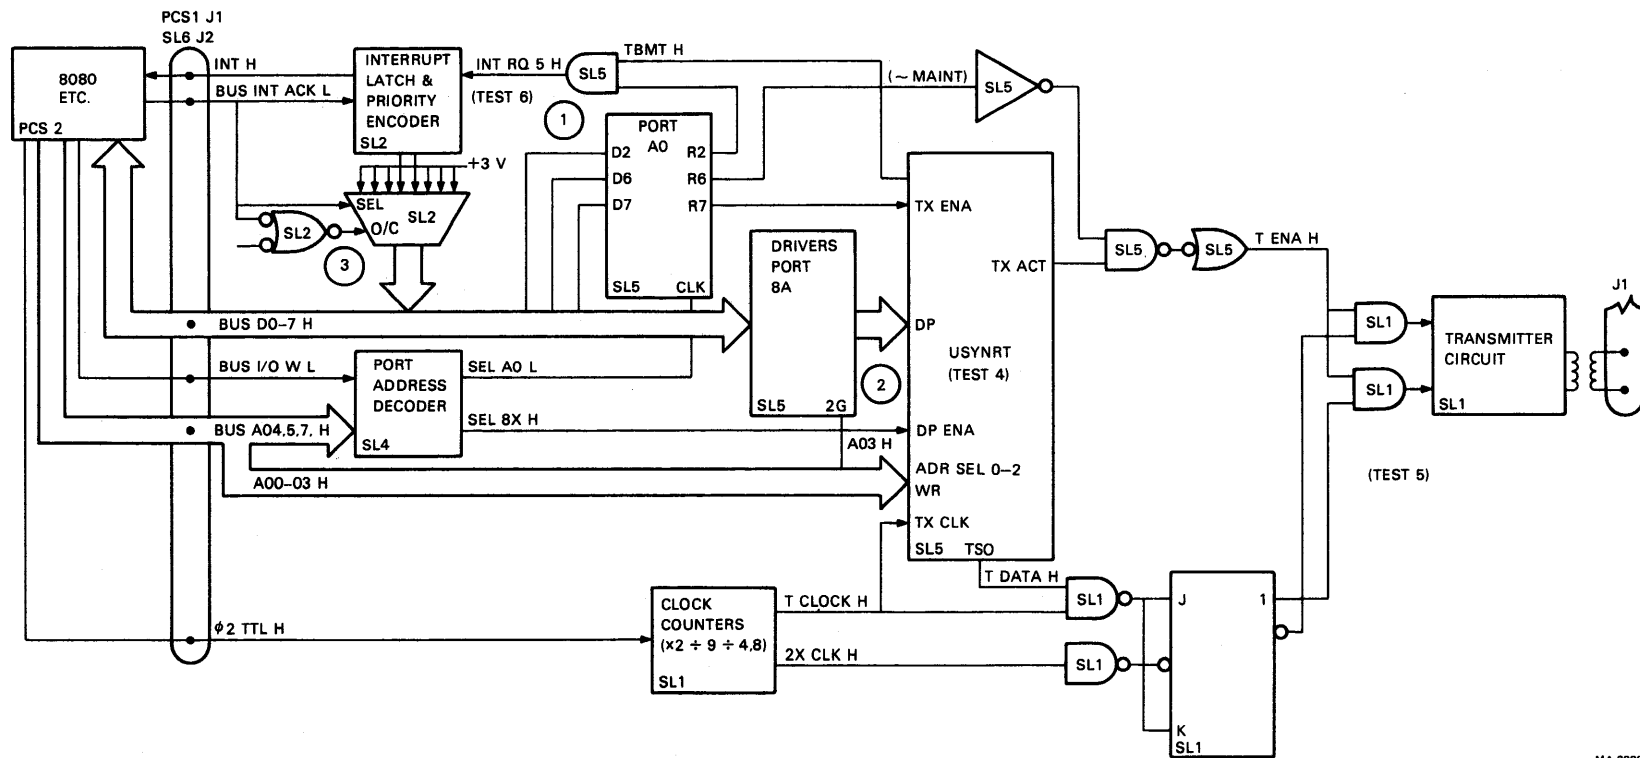 PCS1 J1
SL6 J2
8080
ETC.
PCS 2
INT H
BUS INT ACK L
INTERRUPT
LATCH &
PRIORITY
ENCODER
SL2
INT RQ 5 H
(TEST 6)
SL5
TBMT H
1
+3 V
SEL
SL2
O/C
SL2
3
PORT
A0
D2
R2
D6
R6
D7
R7
SL5
CLK
(~ MAINT)
SL5
DRIVERS
PORT
8A
SL5
2G
2
TX ENA
TX ACT
DP
USYNRT
(TEST 4)
DP ENA
ADR SEL 0-2
WR
TX CLK
SL5
TSO
SL5
SL5
T ENA H
SL1
SL1
TRANSMITTER
CIRCUIT
SL1
J1
(TEST 5)
BUS D0-7 H
BUS I/O W L
PORT
ADDRESS
DECODER
SL4
SEL A0 L
SEL 8X H
BUS A04,5,7, H
A03 H
A00-03 H
ϕ2 TTL H
CLOCK
COUNTERS
(×2 ÷ 9 ÷ 4,8)
SL1
T CLOCK H
2X CLK H
T DATA H
SL1
SL1
J
1
K
SL1